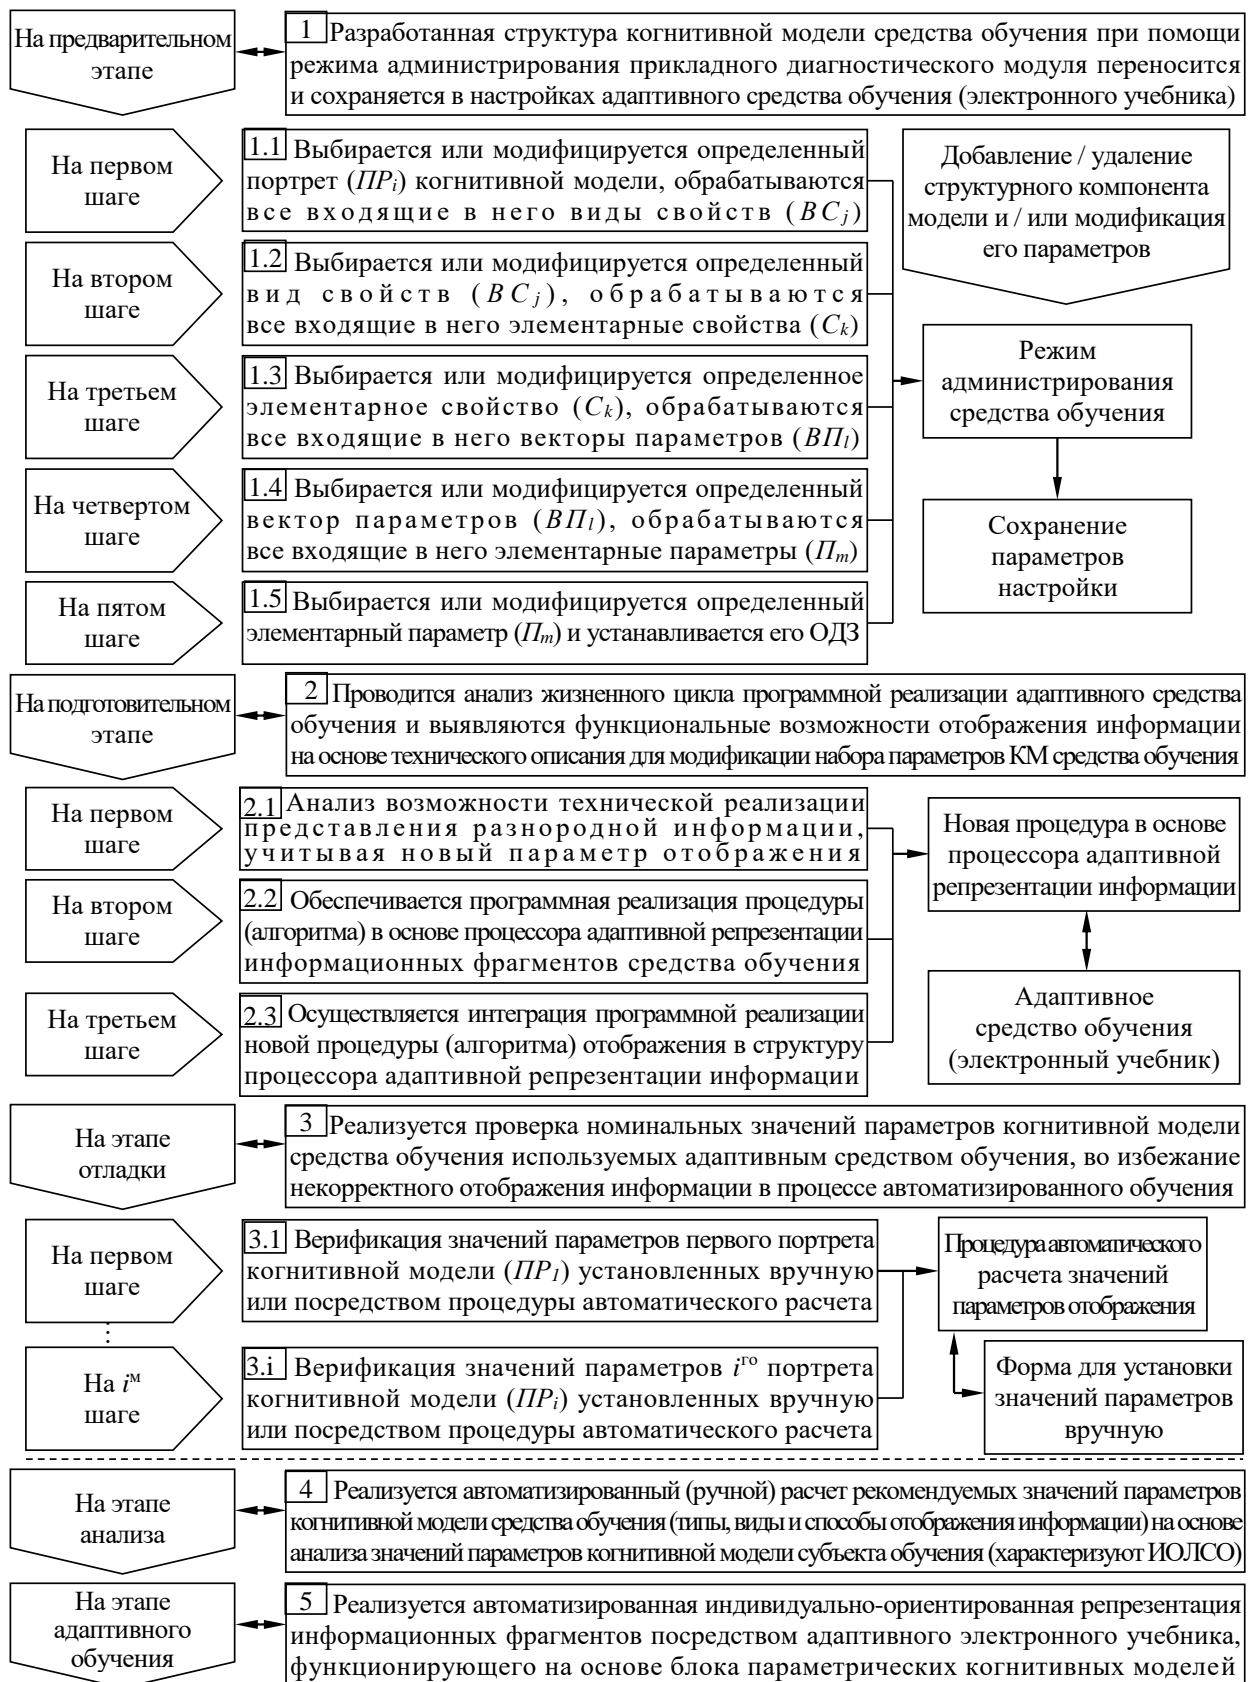 На предварительном
этапе
1 Разработанная структура когнитивной модели средства обучения при помощи
режима администрирования прикладного диагностического модуля переносится
и сохраняется в настройках адаптивного средства обучения (электронного учебника)
На первом
шаге
1.1 Выбирается или модифицируется определенный
портрет (ПРi) когнитивной модели, обрабатываются
все входящие в него виды свойств (ВСj)
Добавление / удаление
структурного компонента
модели и / или модификация
его параметров
На втором
шаге
1.2 Выбирается или модифицируется определенный
вид свойств (ВСj), обрабатываются
все входящие в него элементарные свойства (Сk)
Режим
администрирования
средства обучения
На третьем
шаге
1.3 Выбирается или модифицируется определенное
элементарное свойство (Сk), обрабатываются
все входящие в него векторы параметров (ВПl)
На четвертом
шаге
1.4 Выбирается или модифицируется определенный
вектор параметров (ВПl), обрабатываются
все входящие в него элементарные параметры (Пm)
Сохранение
параметров
настройки
На пятом
шаге
1.5 Выбирается или модифицируется определенный
элементарный параметр (Пm) и устанавливается его ОДЗ
На подготовительном
этапе
2 Проводится анализ жизненного цикла программной реализации адаптивного средства
обучения и выявляются функциональные возможности отображения информации
на основе технического описания для модификации набора параметров КМ средства обучения
На первом
шаге
2.1 Анализ возможности технической реализации
представления разнородной информации,
учитывая новый параметр отображения
Новая процедура в основе
процессора адаптивной
репрезентации информации
На втором
шаге
2.2 Обеспечивается программная реализация процедуры
(алгоритма) в основе процессора адаптивной репрезентации
информационных фрагментов средства обучения
На третьем
шаге
2.3 Осуществляется интеграция программной реализации
новой процедуры (алгоритма) отображения в структуру
процессора адаптивной репрезентации информации
Адаптивное
средство обучения
(электронный учебник)
На этапе
отладки
3 Реализуется проверка номинальных значений параметров когнитивной модели
средства обучения используемых адаптивным средством обучения, во избежание
некорректного отображения информации в процессе автоматизированного обучения
На первом
шаге
3.1 Верификация значений параметров первого портрета
когнитивной модели (ПР1) установленных вручную
или посредством процедуры автоматического расчета
Процедура автоматического
расчета значений
параметров отображения
⋮
На iм
шаге
3.i Верификация значений параметров iго портрета
когнитивной модели (ПРi) установленных вручную
или посредством процедуры автоматического расчета
Форма для установки
значений параметров
вручную
На этапе
анализа
4 Реализуется автоматизированный (ручной) расчет рекомендуемых значений параметров
когнитивной модели средства обучения (типы, виды и способы отображения информации) на основе
анализа значений параметров когнитивной модели субъекта обучения (характеризуют ИОЛСО)
На этапе
адаптивного
обучения
5 Реализуется автоматизированная индивидуально-ориентированная репрезентация
информационных фрагментов посредством адаптивного электронного учебника,
функционирующего на основе блока параметрических когнитивных моделей